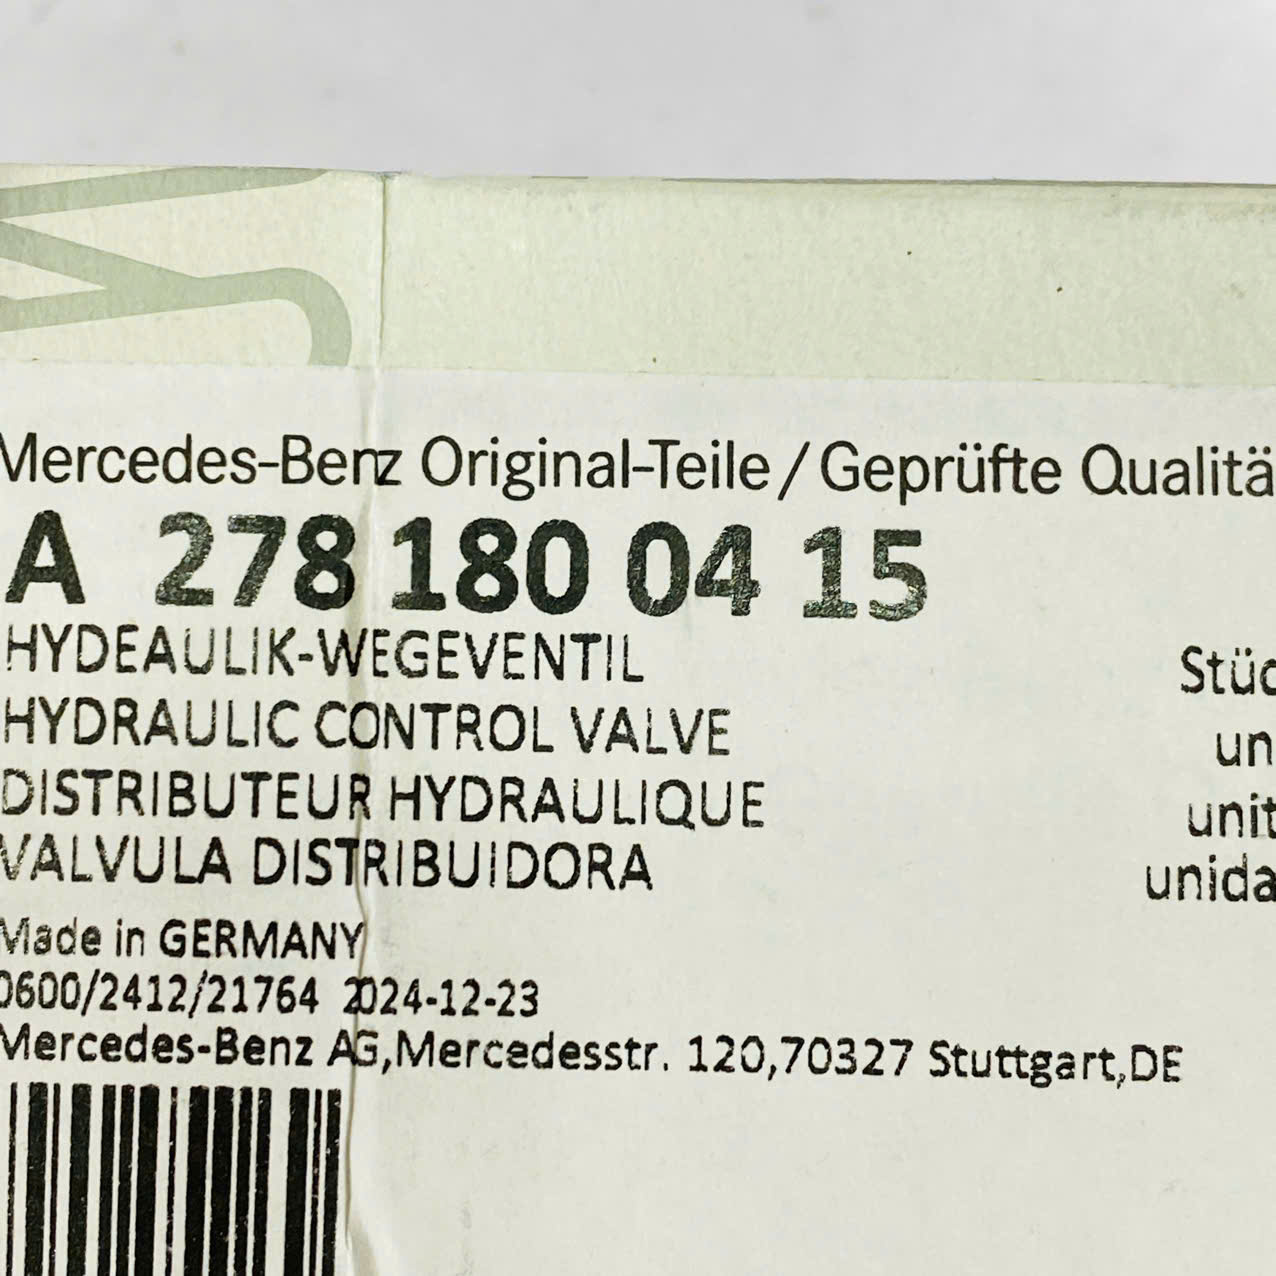 Mercedes-Benz Original-Teile / Geprüfte Qualitä
A 278 180 04 15
HYDEAULIK-WEGEVENTIL
Stüc
HYDRAULIC CONTROL VALVE
un
DISTRIBUTEUR HYDRAULIQUE
unit
VALVULA DISTRIBUIDORA
unida
Made in GERMANY
0600/2412/21764 2024-12-23
Mercedes-Benz AG,Mercedesstr. 120,70327 Stuttgart,DE